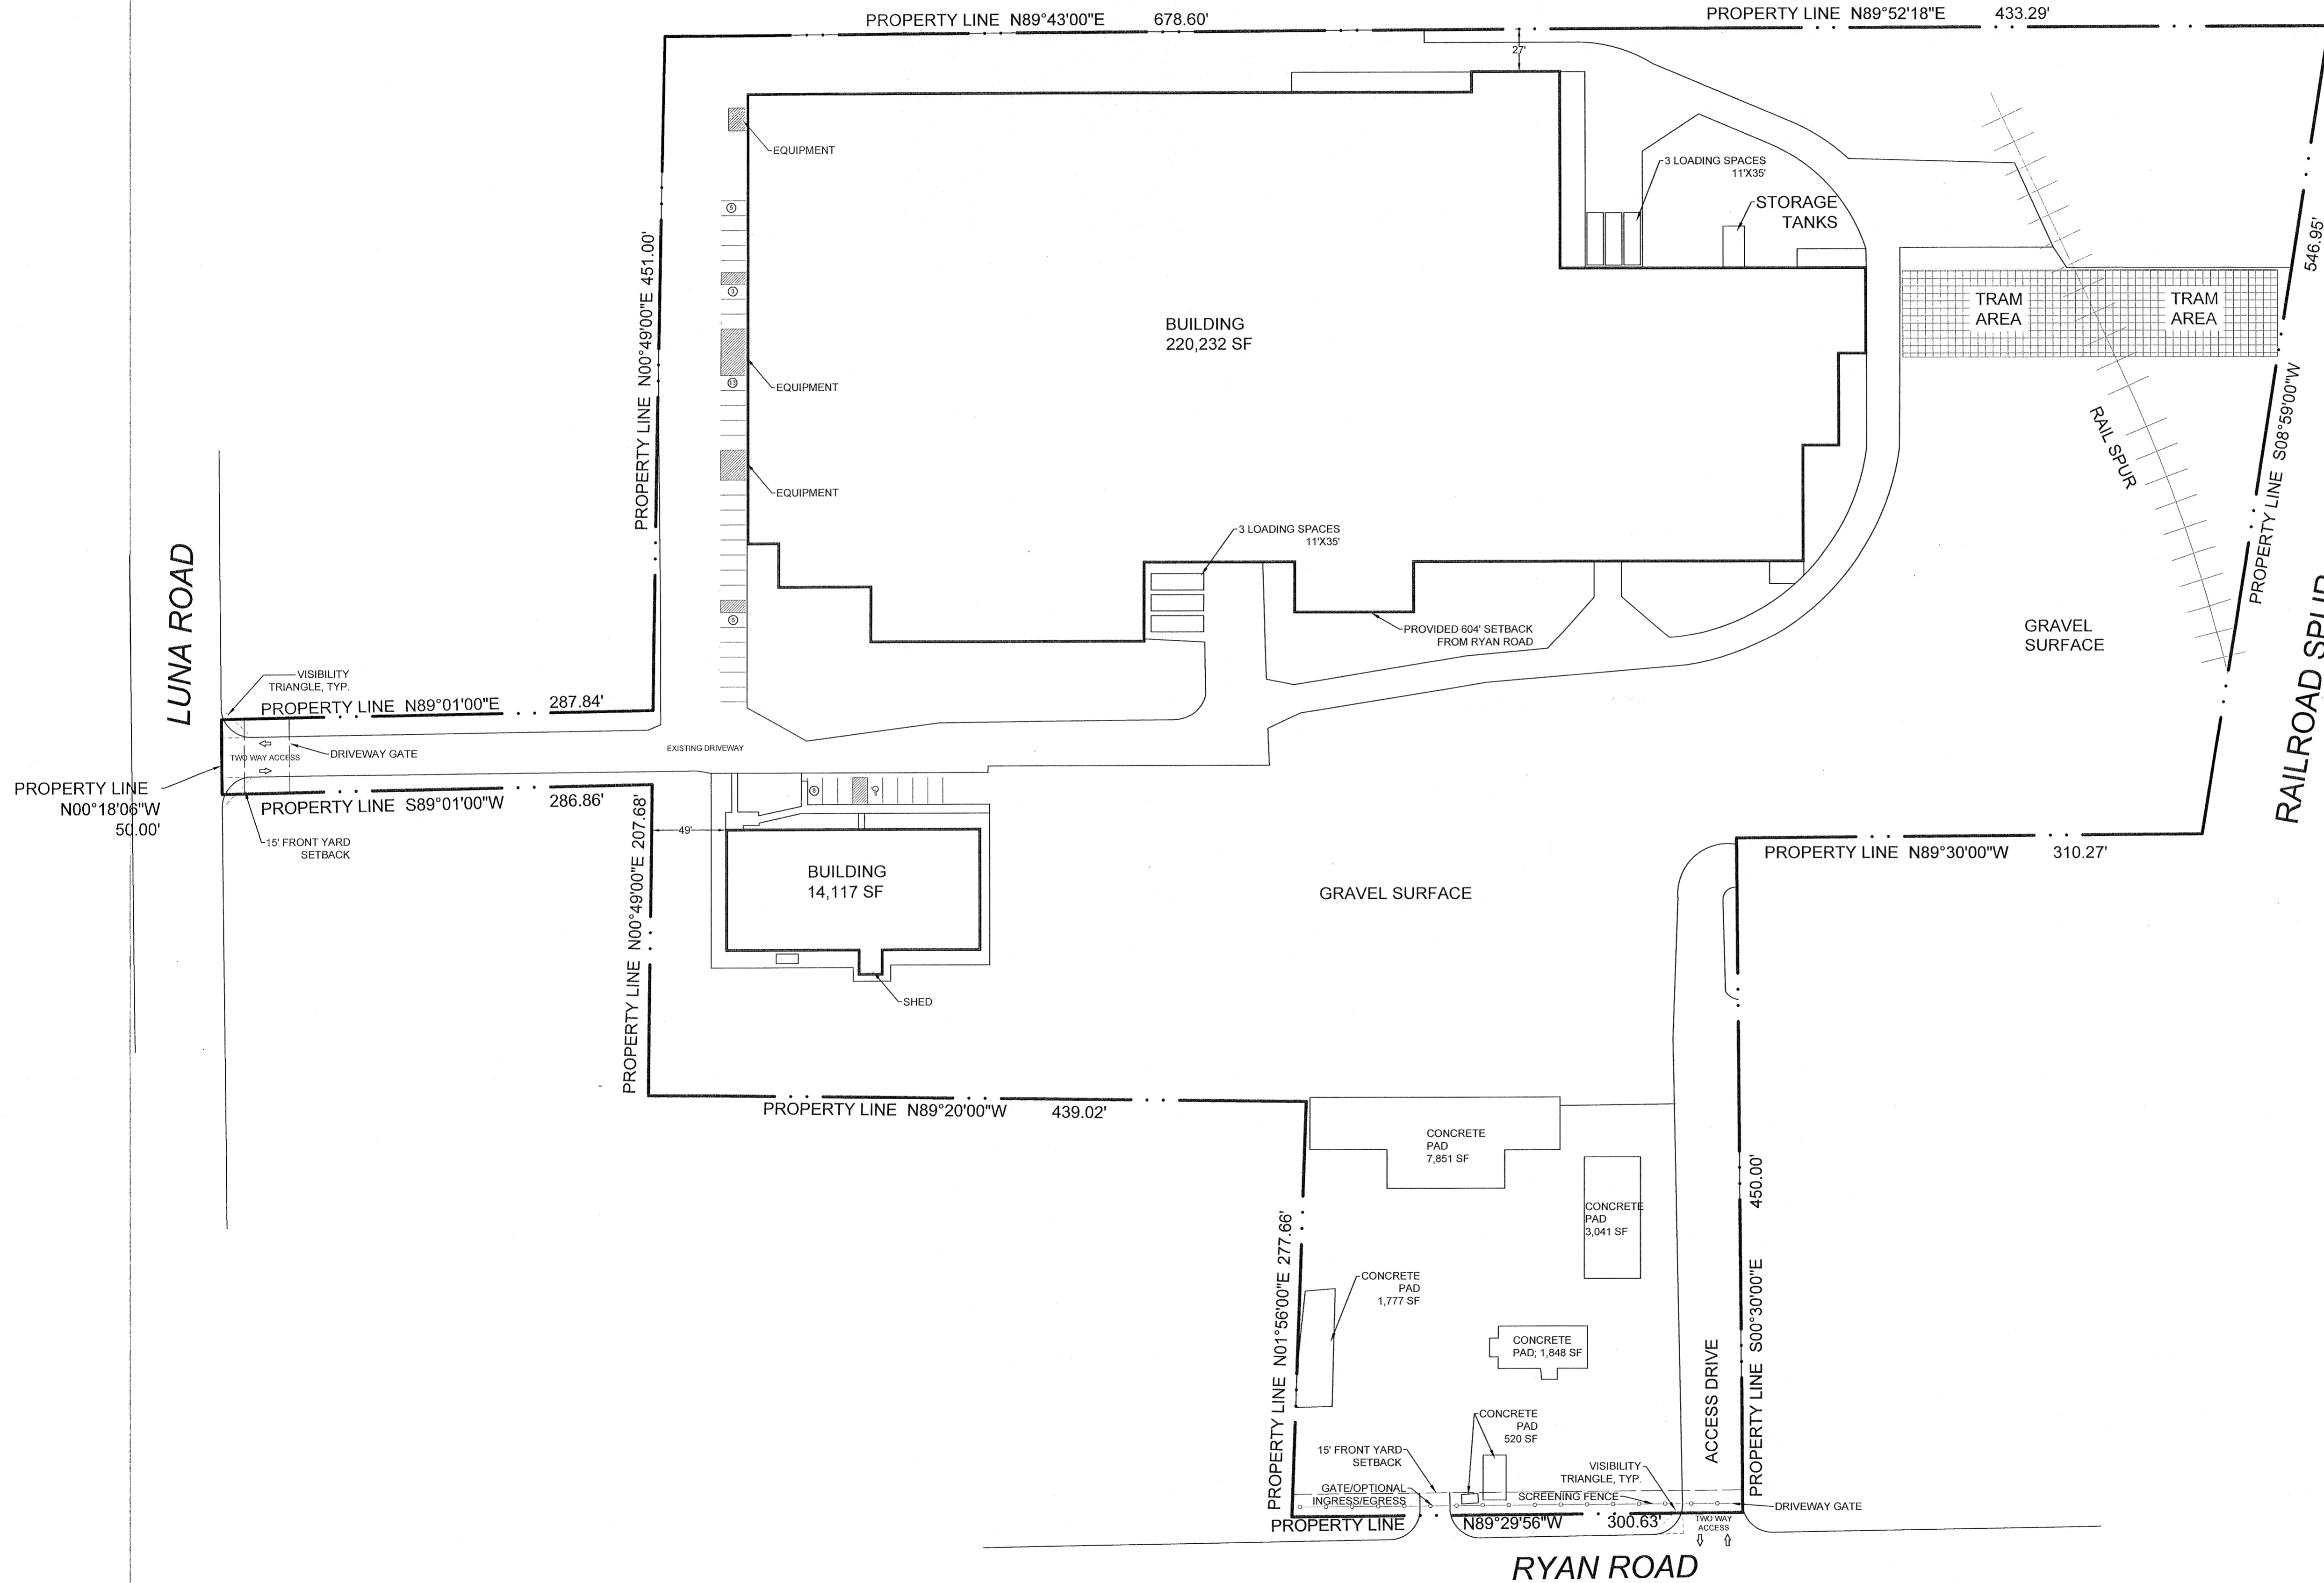 PROPERTY LINE N89°43'00"E 678.60'
PROPERTY LINE N89°52'18"E 433.29'
27'
EQUIPMENT
3 LOADING SPACES
11'X35'
STORAGE
TANKS
5
3
PROPERTY LINE N00°49'00"E 451.00'
BUILDING
220,232 SF
TRAM
AREA
TRAM
AREA
546.95'
PROPERTY LINE S08°59'00"W
EQUIPMENT
13
RAIL SPUR
EQUIPMENT
3 LOADING SPACES
11'X35'
LUNA ROAD
8
PROVIDED 604' SETBACK
FROM RYAN ROAD
GRAVEL
SURFACE
RAILROAD SPUR
VISIBILITY
TRIANGLE, TYP.
PROPERTY LINE N89°01'00"E 287.84'
DRIVEWAY GATE
TWO WAY ACCESS
EXISTING DRIVEWAY
PROPERTY LINE
N00°18'06"W
50.00'
PROPERTY LINE S89°01'00"W 286.86'
15' FRONT YARD
SETBACK
8
49'
PROPERTY LINE N00°49'00"E 207.68'
BUILDING
14,117 SF
SHED
GRAVEL SURFACE
PROPERTY LINE N89°30'00"W 310.27'
PROPERTY LINE N89°20'00"W 439.02'
CONCRETE
PAD
7,851 SF
CONCRETE
PAD
3,041 SF
PROPERTY LINE N01°56'00"E 277.66'
CONCRETE
PAD
1,777 SF
CONCRETE
PAD; 1,848 SF
ACCESS DRIVE
PROPERTY LINE S00°30'00"E 450.00'
CONCRETE
PAD
520 SF
15' FRONT YARD
SETBACK
VISIBILITY
TRIANGLE, TYP.
GATE/OPTIONAL
INGRESS/EGRESS
SCREENING FENCE
DRIVEWAY GATE
PROPERTY LINE N89°29'56"W 300.63'
TWO WAY
ACCESS
RYAN ROAD